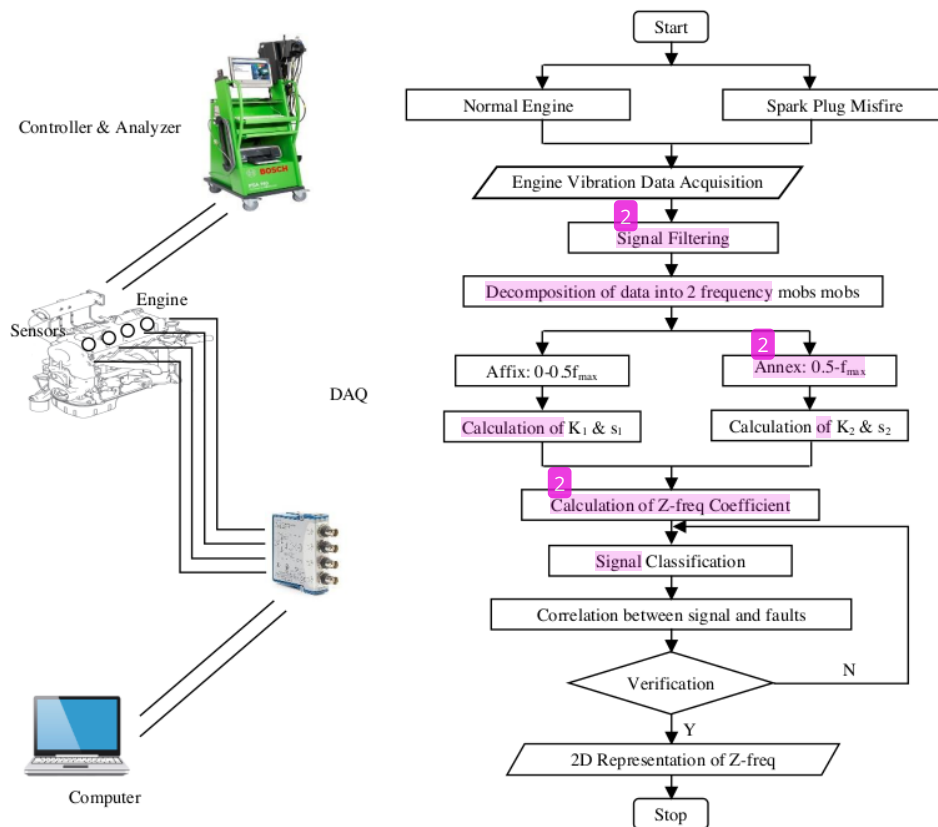 Start
Normal Engine
Spark Plug Misfire
Controller & Analyzer
BOSCH
Engine Vibration Data Acquisition
2
Signal Filtering
Decomposition of data into 2 frequency mobs mobs
Engine
Sensors
2
Affix: 0-0.5fmax
Annex: 0.5-fmax
DAQ
Calculation of K1 & s1
Calculation of K2 & s2
2
Calculation of Z-freq Coefficient
Signal Classification
Correlation between signal and faults
N
Verification
Y
2D Representation of Z-freq
Computer
Stop